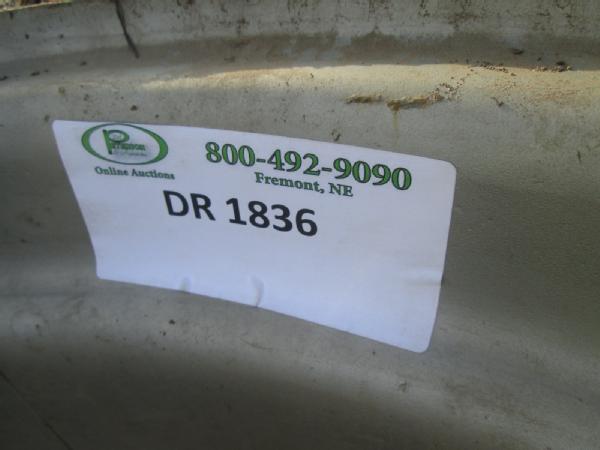 Online Auctions
800-492-9090
Fremont, NE
DR 1836